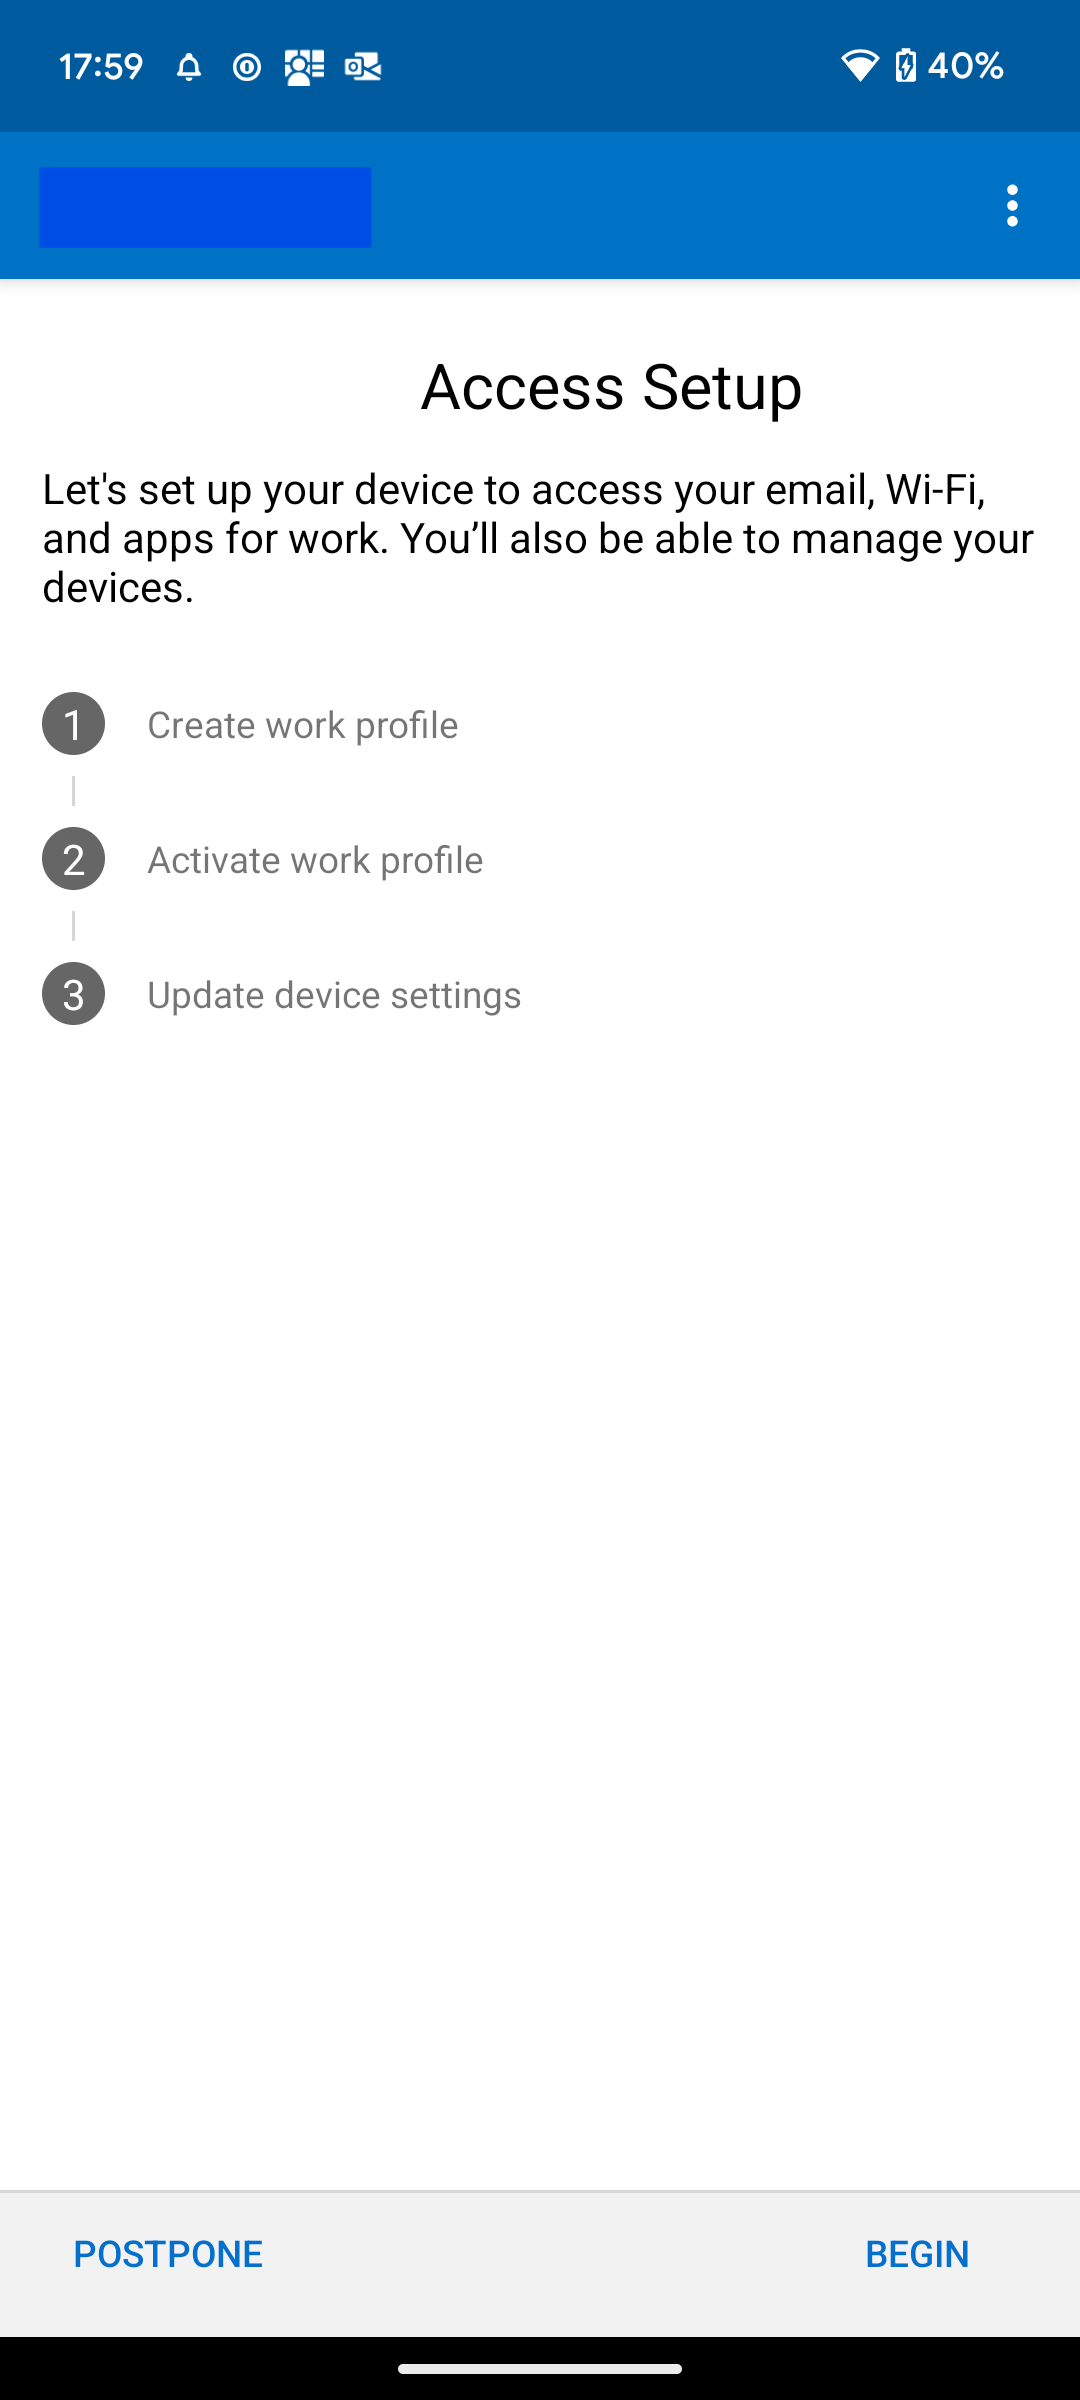 17:59
40%
Access Setup
Let's set up your device to access your email, Wi-Fi,
and apps for work. You’ll also be able to manage your
devices.
1 Create work profile
2 Activate work profile
3 Update device settings
POSTPONE
BEGIN